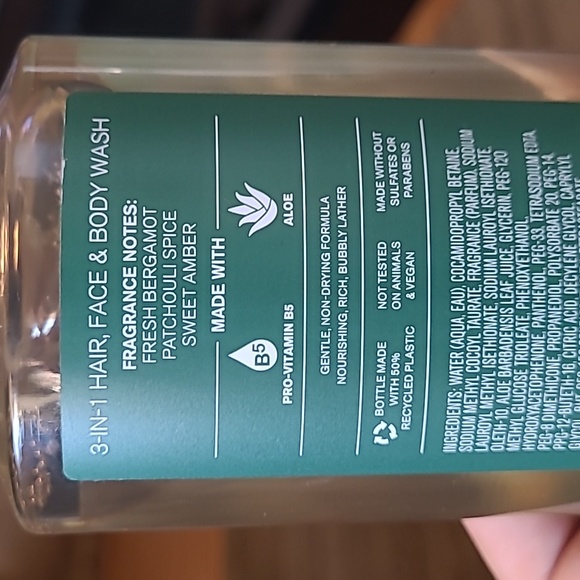 3-IN-1 HAIR, FACE & BODY WASH
FRAGRANCE NOTES:
FRESH BERGAMOT
PATCHOULI SPICE
SWEET AMBER
MADE WITH
B5
PRO-VITAMIN B5
ALOE
GENTLE, NON-DRYING FORMULA
NOURISHING, RICH, BUBBLY LATHER
BOTTLE MADE
WITH 50%
RECYCLED PLASTIC
NOT TESTED
ON ANIMALS
& VEGAN
MADE WITHOUT
SULFATES OR
PARABENS
INGREDIENTS: WATER (AQUA, EAU), COCAMIDOPROPYL BETAINE,
SODIUM METHYL COCOYL TAURATE, FRAGRANCE (PARFUM), SODIUM
LAUROYL METHYL ISETHIONATE, SODIUM LAUROYL ISETHIONATE,
OLETH-10, ALOE BARBADENSIS LEAF JUICE, GLYCERIN, PEG-120
METHYL GLUCOSE TRIOLEATE, PHENOXYETHANOL,
HYDROXYACETOPHENONE, PANTHENOL, PEG-33, TETRASODIUM EDTA,
PEG-8 DIMETHICONE, PROPANEDIOL, POLYSORBATE 20, PEG-14,
PPG-12-BUTETH-16, CITRIC ACID, DECYLENE GLYCOL, CAPRYLYL